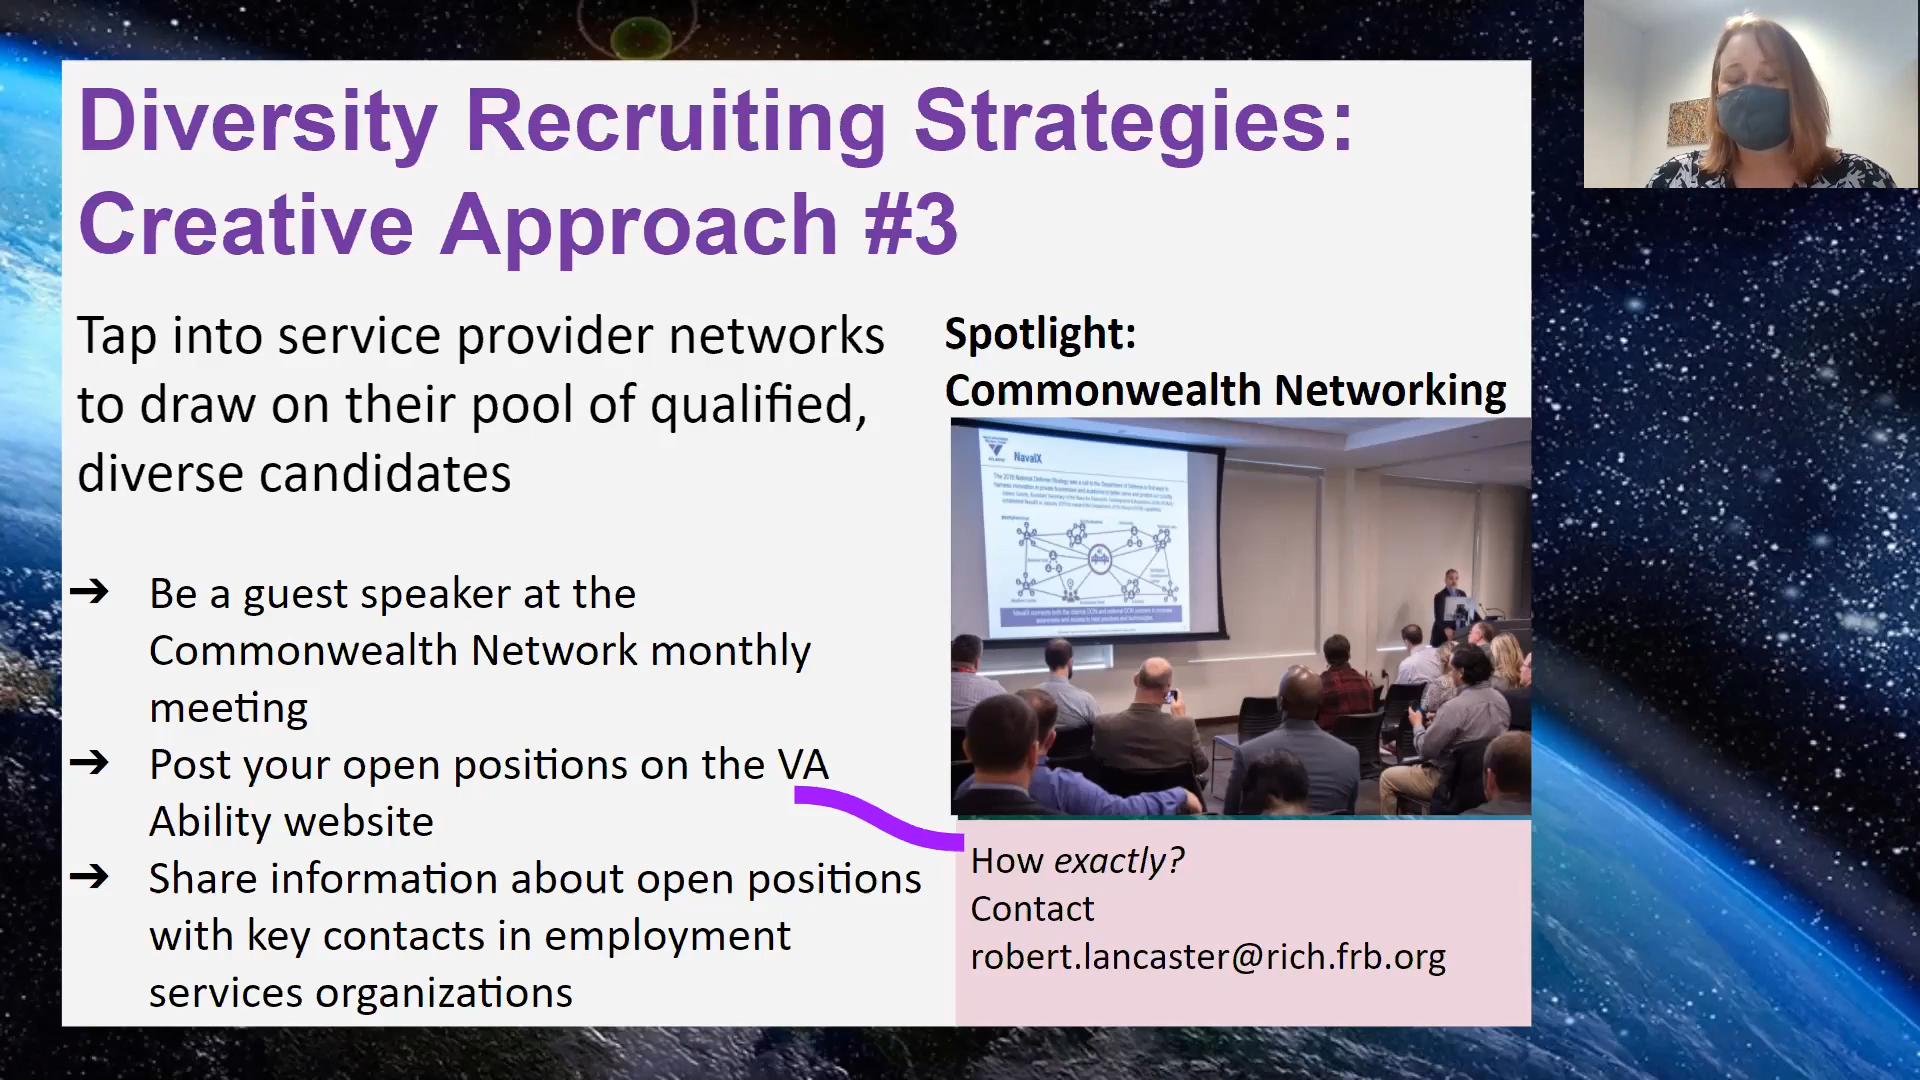 Diversity Recruiting Strategies:
Creative Approach #3
Tap into service provider networks
to draw on their pool of qualified,
diverse candidates
➔ Be a guest speaker at the
Commonwealth Network monthly
meeting
➔ Post your open positions on the VA
Ability website
➔ Share information about open positions
with key contacts in employment
services organizations
Spotlight:
Commonwealth Networking
NavalX
How exactly?
Contact
robert.lancaster@rich.frb.org